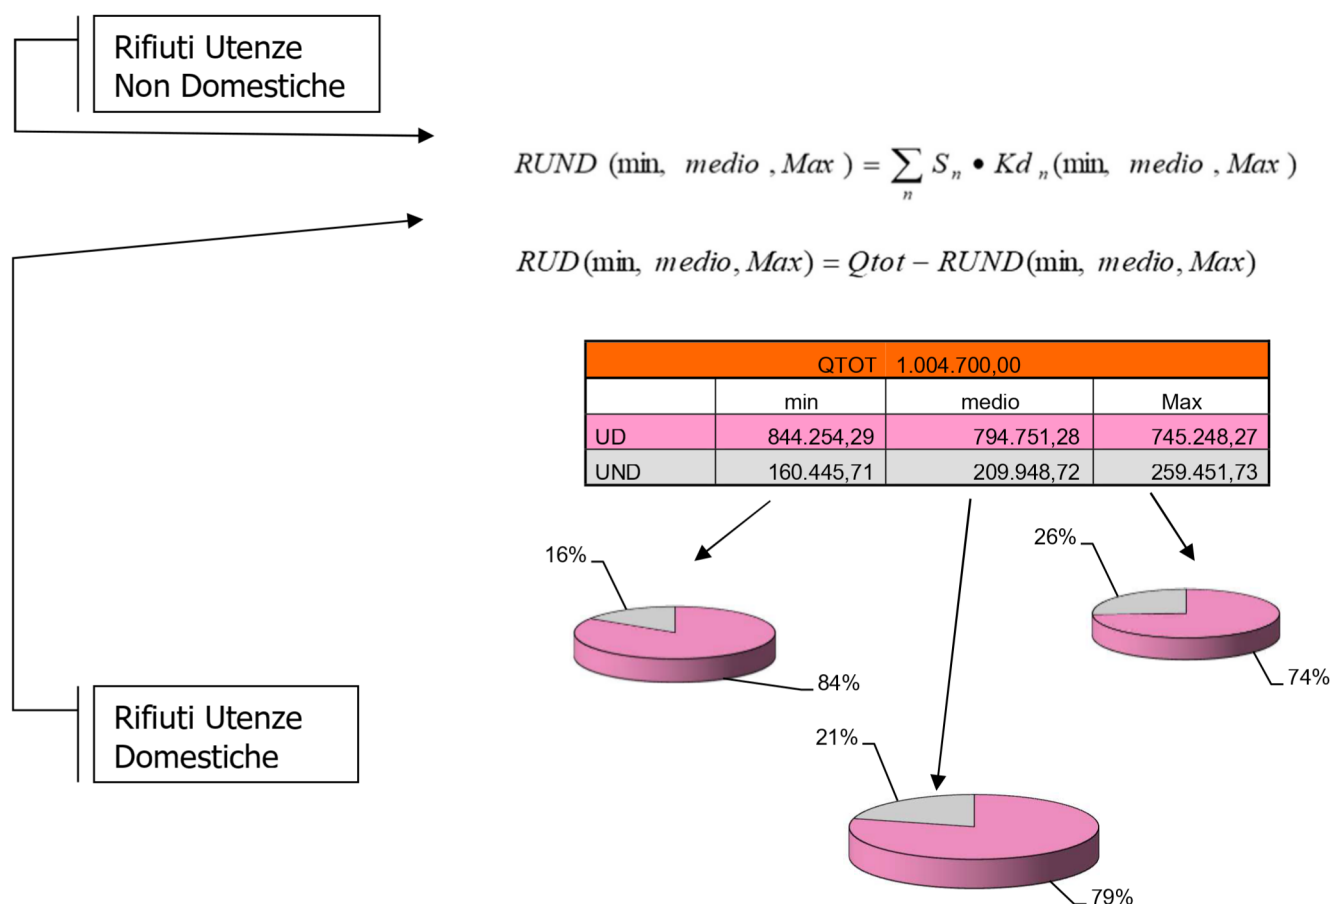 Rifiuti Utenze
Non Domestiche
RUND (min, medio , Max ) = ∑ S n • Kd n (min, medio , Max )
n
RUD(min, medio, Max) = Qtot − RUND(min, medio, Max)
QTOT 1.004.700,00
min medio Max
UD 844.254,29 794.751,28 745.248,27
UND 160.445,71 209.948,72 259.451,73
16%
84%
26%
74%
21%
79%
Rifiuti Utenze
Domestiche